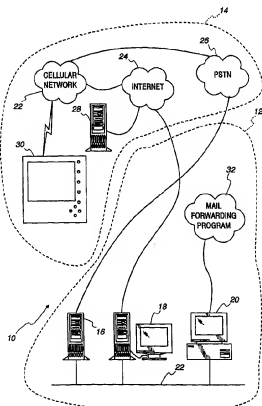 14
24
26
CELLULAR
NETWORK
INTERNET
PSTN
22
28
12
30
32
MAIL
FORWARDING
PROGRAM
18
20
16
10
22